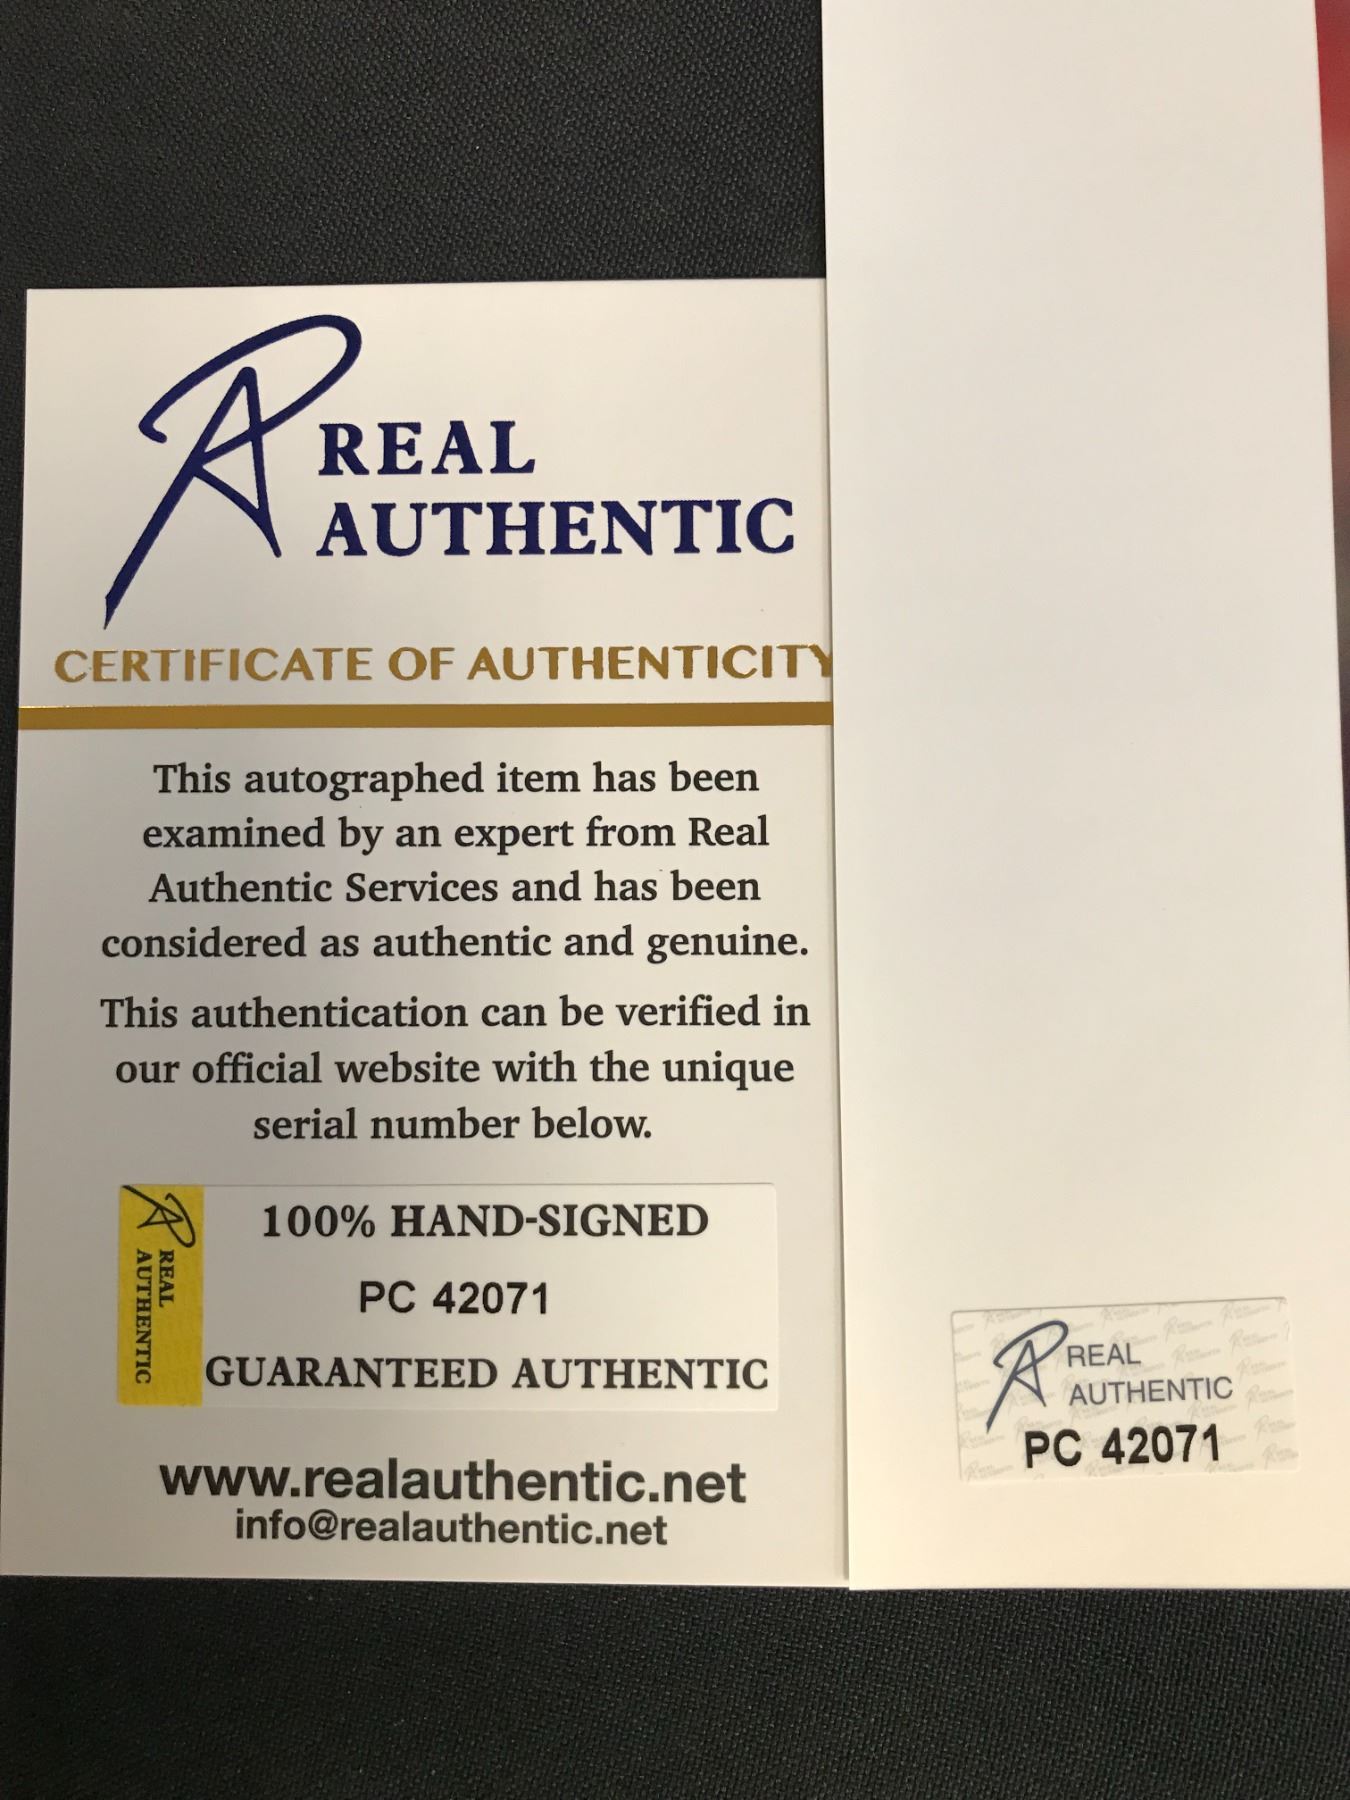 REAL
AUTHENTIC
CERTIFICATE OF AUTHENTICITY
This autographed item has been
examined by an expert from Real
Authentic Services and has been
considered as authentic and genuine.
This authentication can be verified in
our official website with the unique
serial number below.
REAL
AUTHENTIC
100% HAND-SIGNED
PC 42071
GUARANTEED AUTHENTIC
www.realauthentic.net
info@realauthentic.net
REAL
AUTHENTIC
PC 42071